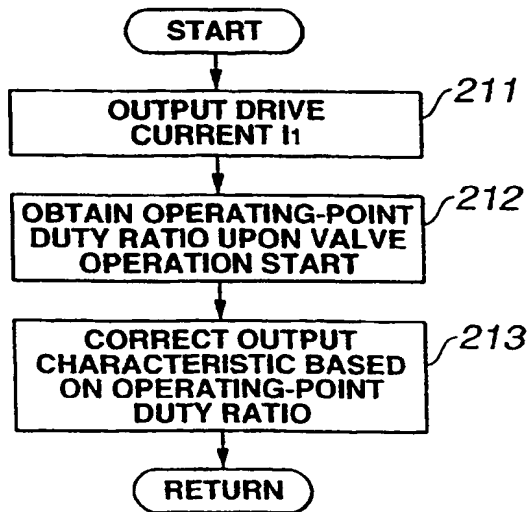 START
OUTPUT DRIVE
CURRENT I1
211
OBTAIN OPERATING-POINT
DUTY RATIO UPON VALVE
OPERATION START
212
CORRECT OUTPUT
CHARACTERISTIC BASED
ON OPERATING-POINT
DUTY RATIO
213
RETURN